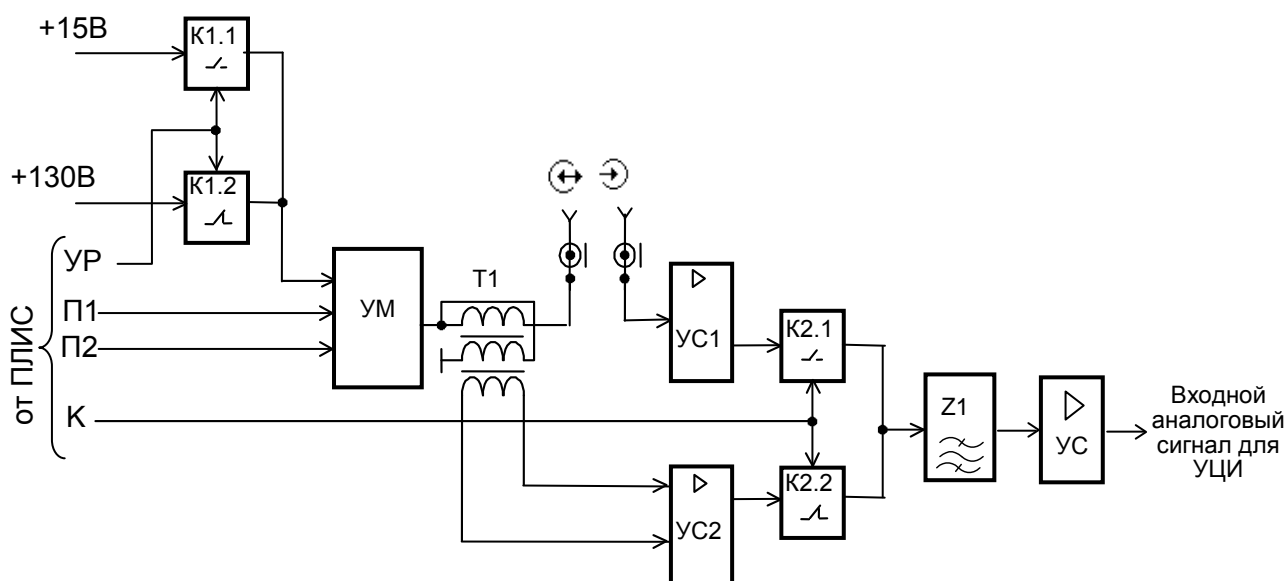 +15В
К1.1
+130В
К1.2
УР
П1
П2
К
от ПЛИС
УМ
Т1
УС1
УС2
К2.1
К2.2
Z1
УС
Входной
аналоговый
сигнал для
УЦИ